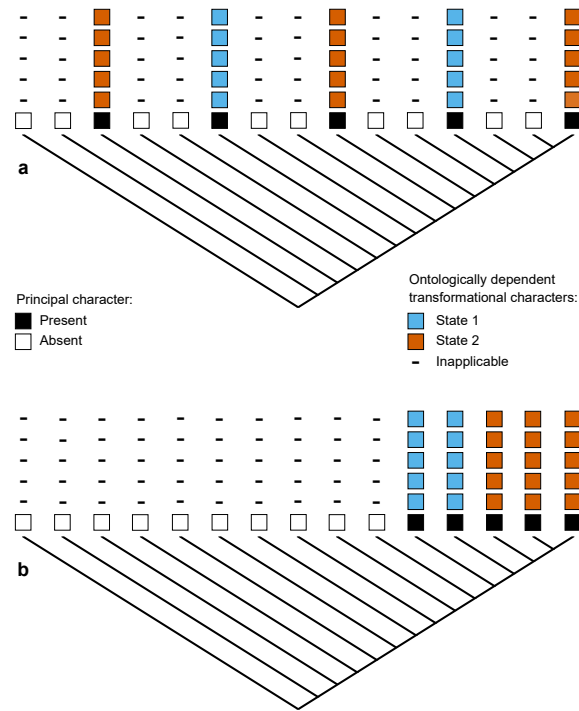 - - - - - - - - - -
- - - - - - - - - -
- - - - - - - - - -
- - - - - - - - - -
- - - - - - - - - -
a
Principal character:
Present
Absent
Ontologically dependent
transformational characters:
State 1
State 2
- Inapplicable
- - - - - - - - - -
- - - - - - - - - -
- - - - - - - - - -
- - - - - - - - - -
- - - - - - - - - -
b